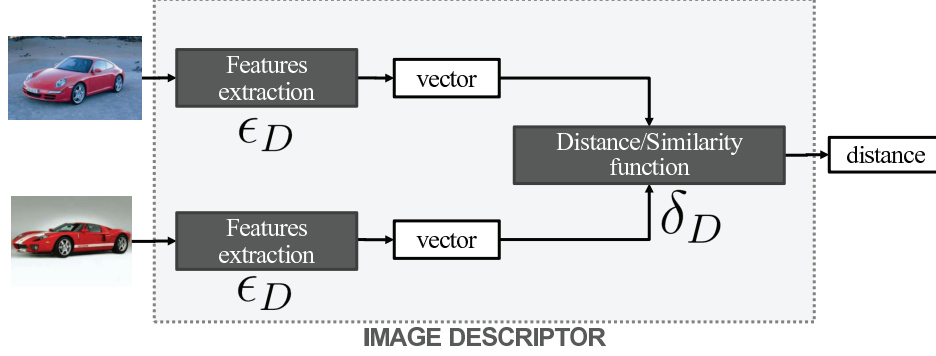 Features
extraction
vector
ϵD
Distance/Similarity
function
distance
δD
Features
extraction
vector
ϵD
IMAGE DESCRIPTOR